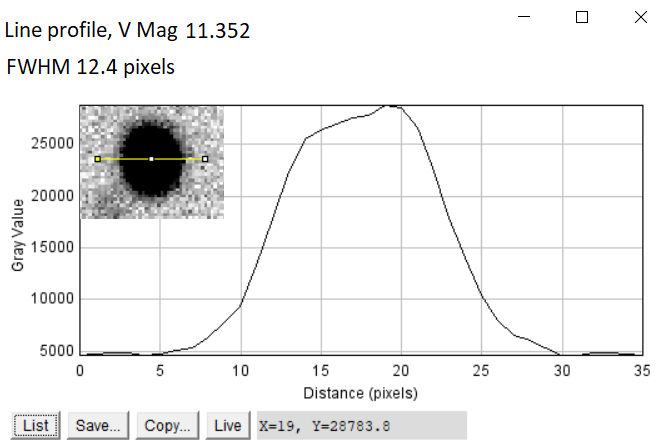 Line profile, V Mag 11.352
FWHM 12.4 pixels
25000
20000
15000
10000
5000
Gray Value
0 5 10 15 20 25 30 35
Distance (pixels)
List Save... Copy... Live X=19, Y=28783.8